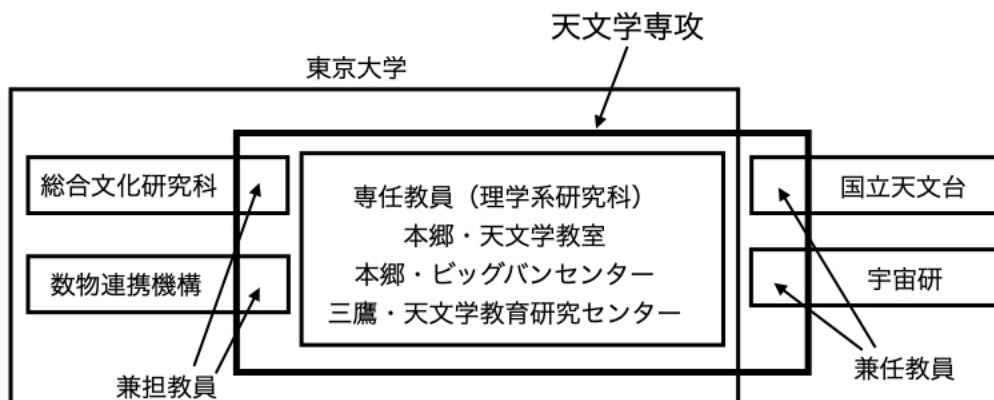 天文学専攻
東京大学
総合文化研究科
数物連携機構
専任教員（理学系研究科）
本郷・天文学教室
本郷・ビッグバンセンター
三鷹・天文学教育研究センター
国立天文台
宇宙研
兼担教員
兼任教員